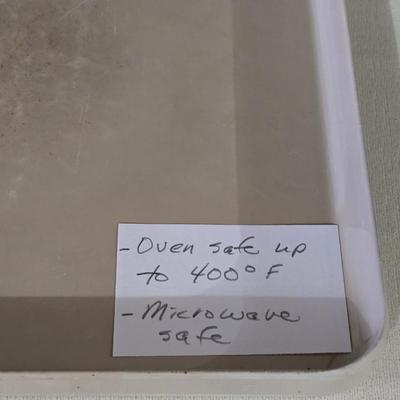 - Oven safe up
to 400° F
- Microwave
safe